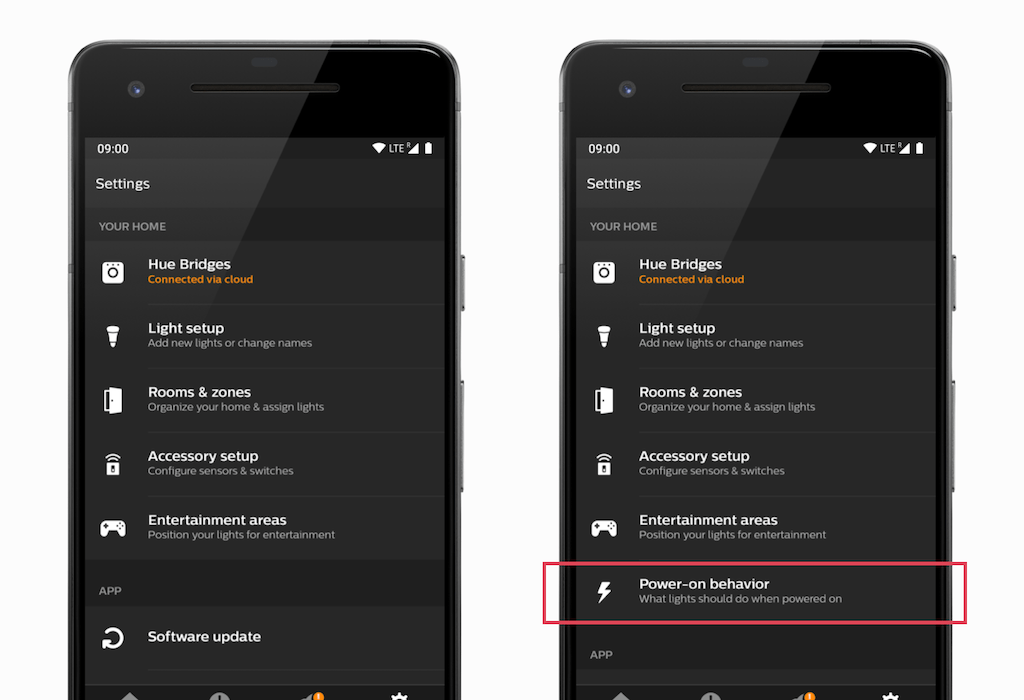 09:00
LTE R
Settings
YOUR HOME
Hue Bridges
Connected via cloud
Light setup
Add new lights or change names
Rooms & zones
Organize your home & assign lights
Accessory setup
Configure sensors & switches
Entertainment areas
Position your lights for entertainment
APP
Software update
09:00
LTE R
Settings
YOUR HOME
Hue Bridges
Connected via cloud
Light setup
Add new lights or change names
Rooms & zones
Organize your home & assign lights
Accessory setup
Configure sensors & switches
Entertainment areas
Position your lights for entertainment
Power-on behavior
What lights should do when powered on
APP